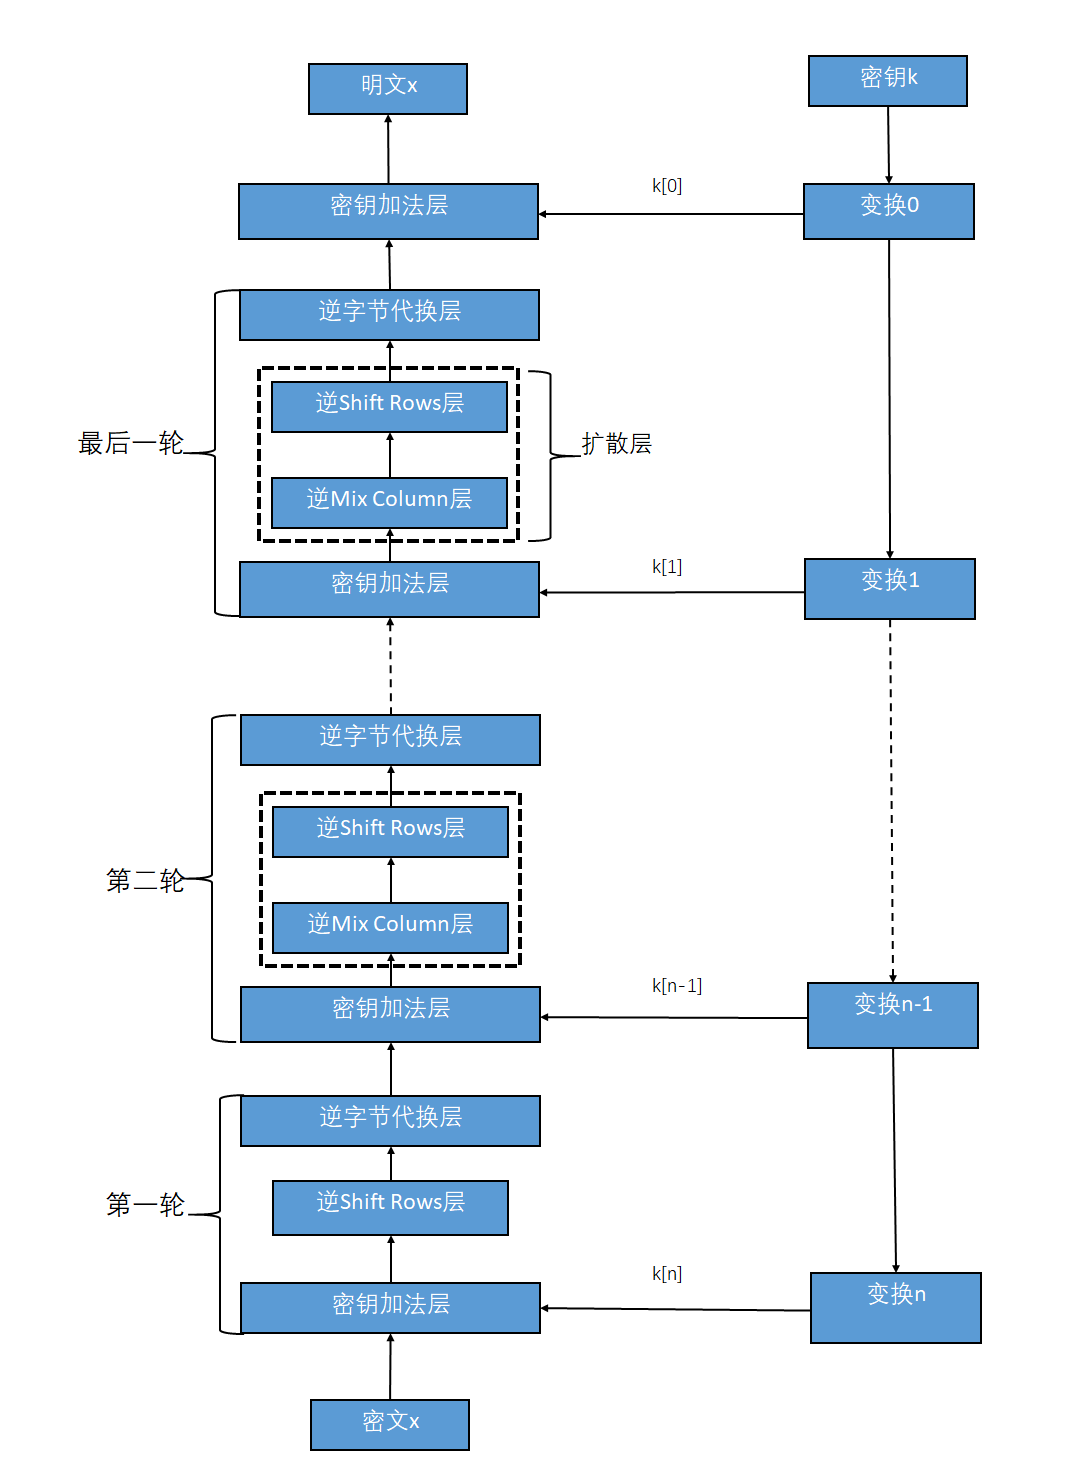 明文x
密钥k
密钥加法层
k[0]
变换0
逆字节代换层
逆Shift Rows层
最后一轮
扩散层
逆Mix Column层
密钥加法层
k[1]
变换1
逆字节代换层
逆Shift Rows层
第二轮
逆Mix Column层
密钥加法层
k[n-1]
变换n-1
逆字节代换层
逆Shift Rows层
第一轮
密钥加法层
k[n]
变换n
密文x